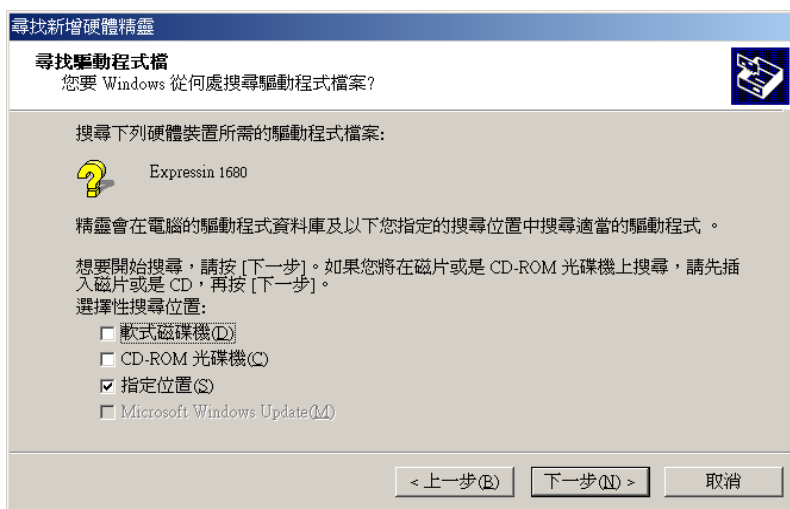 尋找新增硬體精靈
尋找驅動程式檔
您要 Windows 從何處搜尋驅動程式檔案?
搜尋下列硬體裝置所需的驅動程式檔案:
Expressin 1680
精靈會在電腦的驅動程式資料庫及以下您指定的搜尋位置中搜尋適當的驅動程式 。
想要開始搜尋，請按 [下一步]。如果您將在磁片或是 CD-ROM 光碟機上搜尋，請先插
入磁片或是 CD，再按 [下一步]。
選擇性搜尋位置:
軟式磁碟機(D)
CD-ROM 光碟機(C)
指定位置(S)
Microsoft Windows Update(M)
< 上一步(B) 下一步(N) > 取消